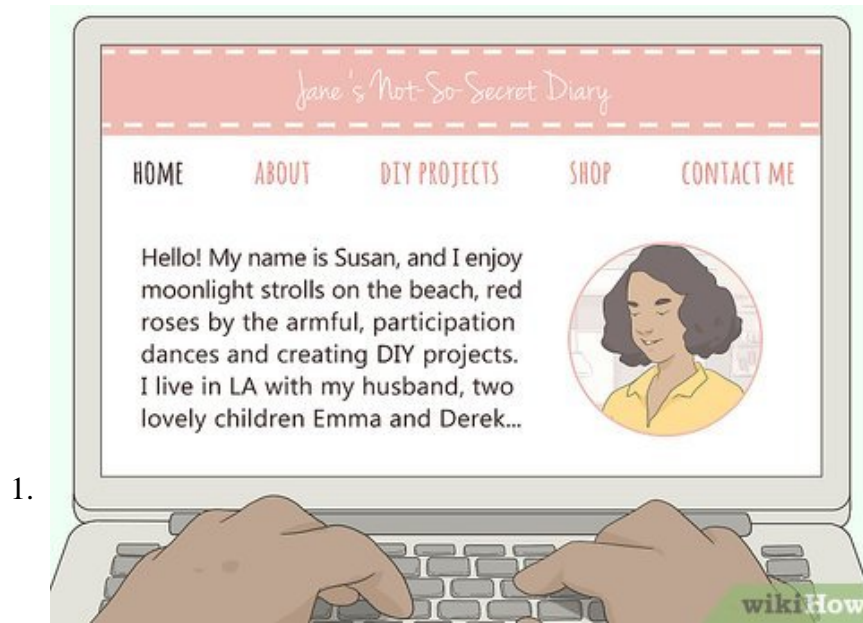 Jane's Not-So-Secret Diary
HOME ABOUT DIY PROJECTS SHOP CONTACT ME
Hello! My name is Susan, and I enjoy
moonlight strolls on the beach, red
roses by the armful, participation
dances and creating DIY projects.
I live in LA with my husband, two
lovely children Emma and Derek...
1.
wikiHow